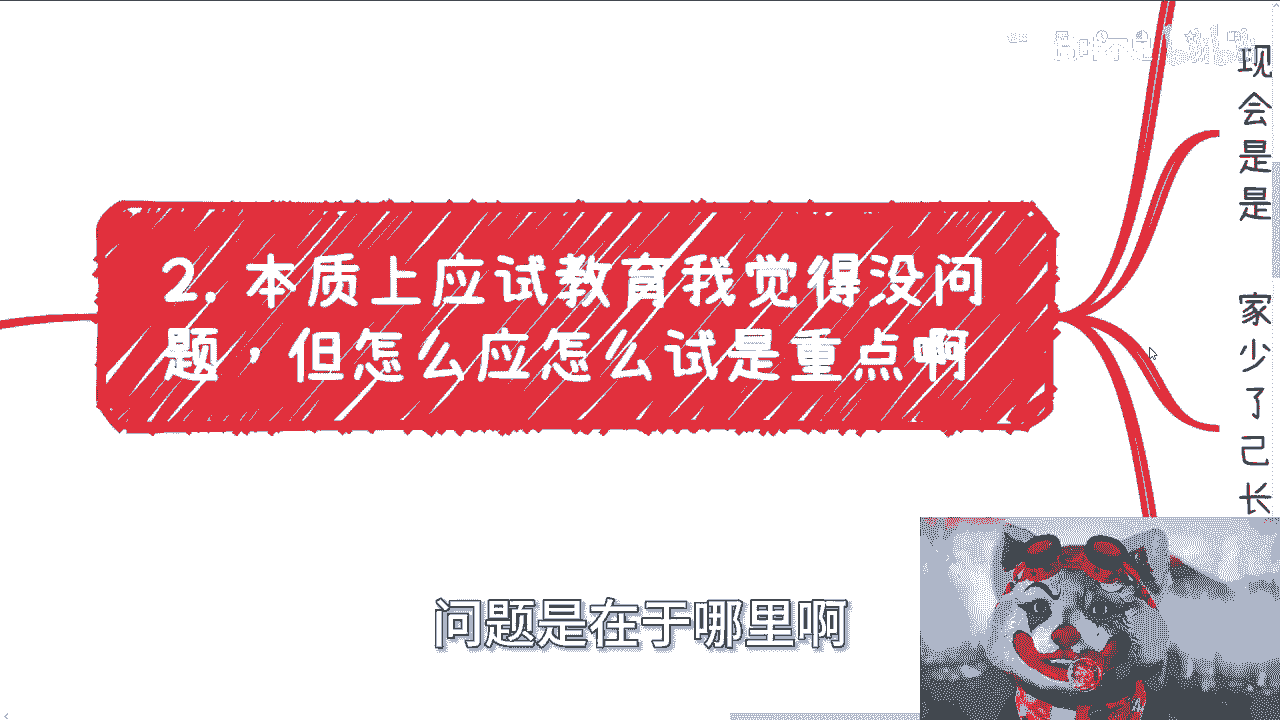 2. 本质上应试教育我觉得没问
题，但怎么应怎么试是重点啊
现
会
是
是
家
少
了
己
长
问题是在于哪里啊